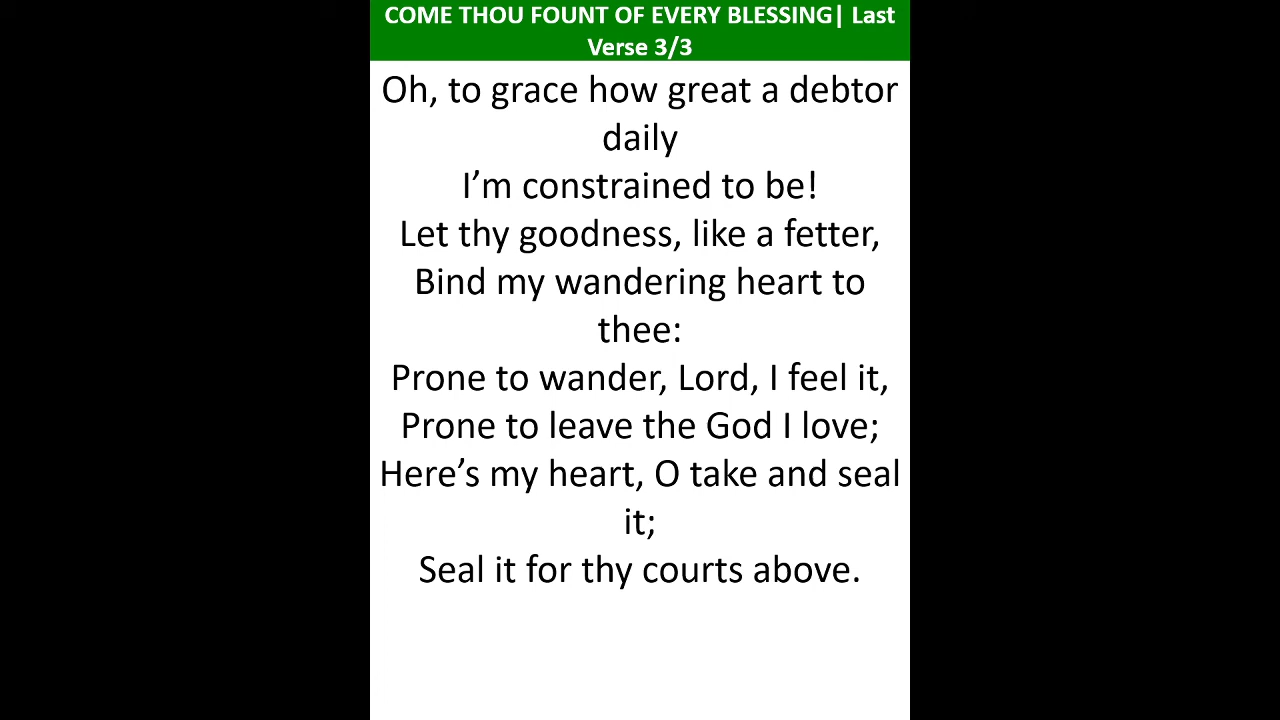 COME THOU FOUNT OF EVERY BLESSING| Last
Verse 3/3
Oh, to grace how great a debtor
daily
I’m constrained to be!
Let thy goodness, like a fetter,
Bind my wandering heart to
thee:
Prone to wander, Lord, I feel it,
Prone to leave the God I love;
Here’s my heart, O take and seal
it;
Seal it for thy courts above.